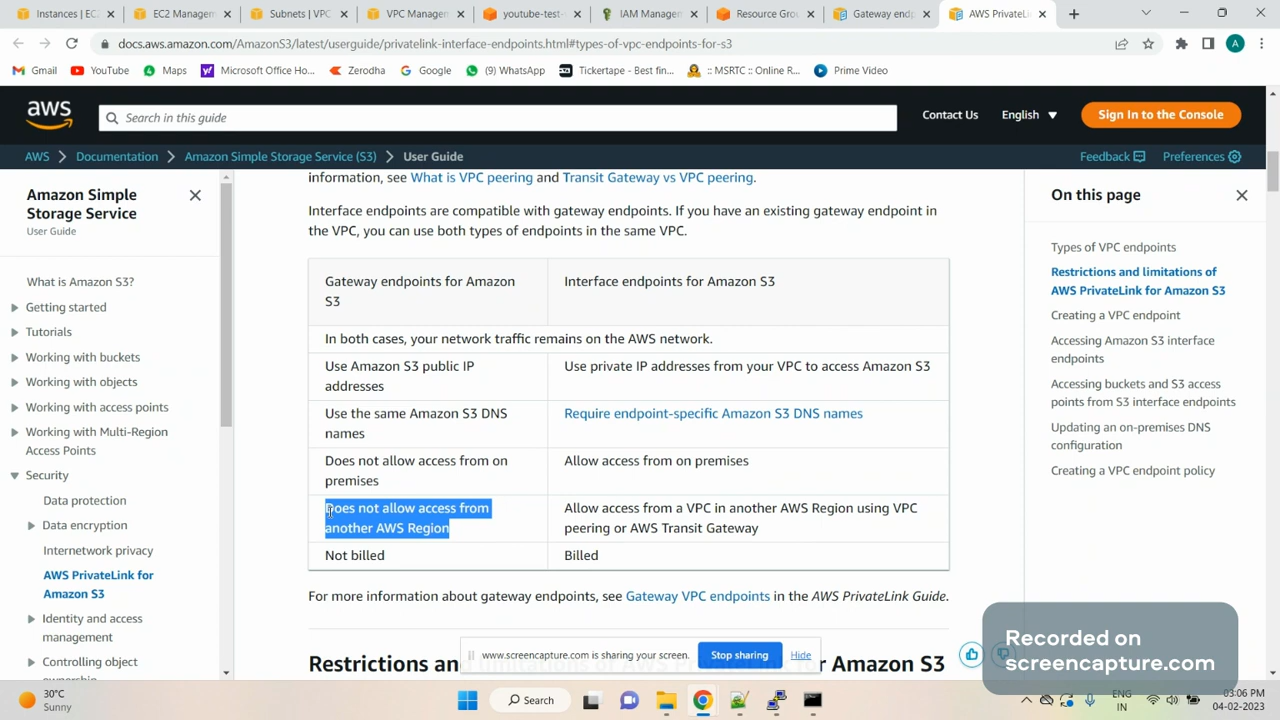 Instances | EC
EC2 Managem
Subnets | VPC
VPC Manage
youtube-test-
IAM Manage
Resource Grou
Gateway endp
AWS PrivateLi
docs.aws.amazon.com/AmazonS3/latest/userguide/privatelink-interface-endpoints.html#types-of-vpc-endpoints-for-s3
A
Gmail
YouTube
Maps
Microsoft Office Ho...
Zerodha
Google
(9) WhatsApp
Tickertape - Best fin...
:: MSRTC :: Online R...
Prime Video
aws
Search in this guide
Contact Us
English
Sign In to the Console
AWS
Documentation
Amazon Simple Storage Service (S3)
User Guide
Feedback
Preferences
Amazon Simple
Storage Service
User Guide
What is Amazon S3?
Getting started
Tutorials
Working with buckets
Working with objects
Working with access points
Working with Multi-Region
Access Points
Security
Data protection
Data encryption
Internetwork privacy
AWS PrivateLink for
Amazon S3
Identity and access
management
Controlling object
ownership
information, see What is VPC peering and Transit Gateway vs VPC peering.
Interface endpoints are compatible with gateway endpoints. If you have an existing gateway endpoint in
the VPC, you can use both types of endpoints in the same VPC.
Gateway endpoints for Amazon
S3
Interface endpoints for Amazon S3
In both cases, your network traffic remains on the AWS network.
Use Amazon S3 public IP
addresses
Use private IP addresses from your VPC to access Amazon S3
Use the same Amazon S3 DNS
names
Require endpoint-specific Amazon S3 DNS names
Does not allow access from on
premises
Allow access from on premises
Does not allow access from
another AWS Region
Allow access from a VPC in another AWS Region using VPC
peering or AWS Transit Gateway
Not billed
Billed
For more information about gateway endpoints, see Gateway VPC endpoints in the AWS PrivateLink Guide.
Restrictions and limitations of AWS PrivateLink for Amazon S3
On this page
Types of VPC endpoints
Restrictions and limitations of
AWS PrivateLink for Amazon S3
Creating a VPC endpoint
Accessing Amazon S3 interface
endpoints
Accessing buckets and S3 access
points from S3 interface endpoints
Updating an on-premises DNS
configuration
Creating a VPC endpoint policy
www.screencapture.com is sharing your screen.
Stop sharing
Hide
Recorded on
screencapture.com
30°C
Sunny
Search
ENG
IN
03:06 PM
04-02-2023